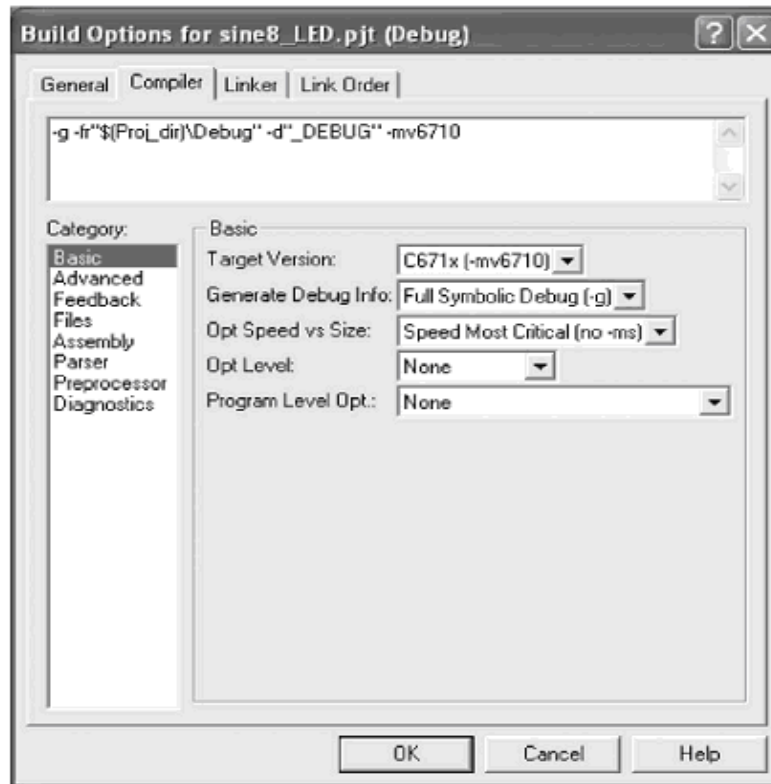 Build Options for sine8_LED.pjt (Debug)
General Compiler Linker Link Order
-g -fr"$(Proj_dir)\Debug" -d"_DEBUG" -mv6710
Category:
Basic
Advanced
Feedback
Files
Assembly
Parser
Preprocessor
Diagnostics
Basic
Target Version: C671x (-mv6710)
Generate Debug Info: Full Symbolic Debug (-g)
Opt Speed vs Size: Speed Most Critical (no -ms)
Opt Level: None
Program Level Opt.: None
OK Cancel Help